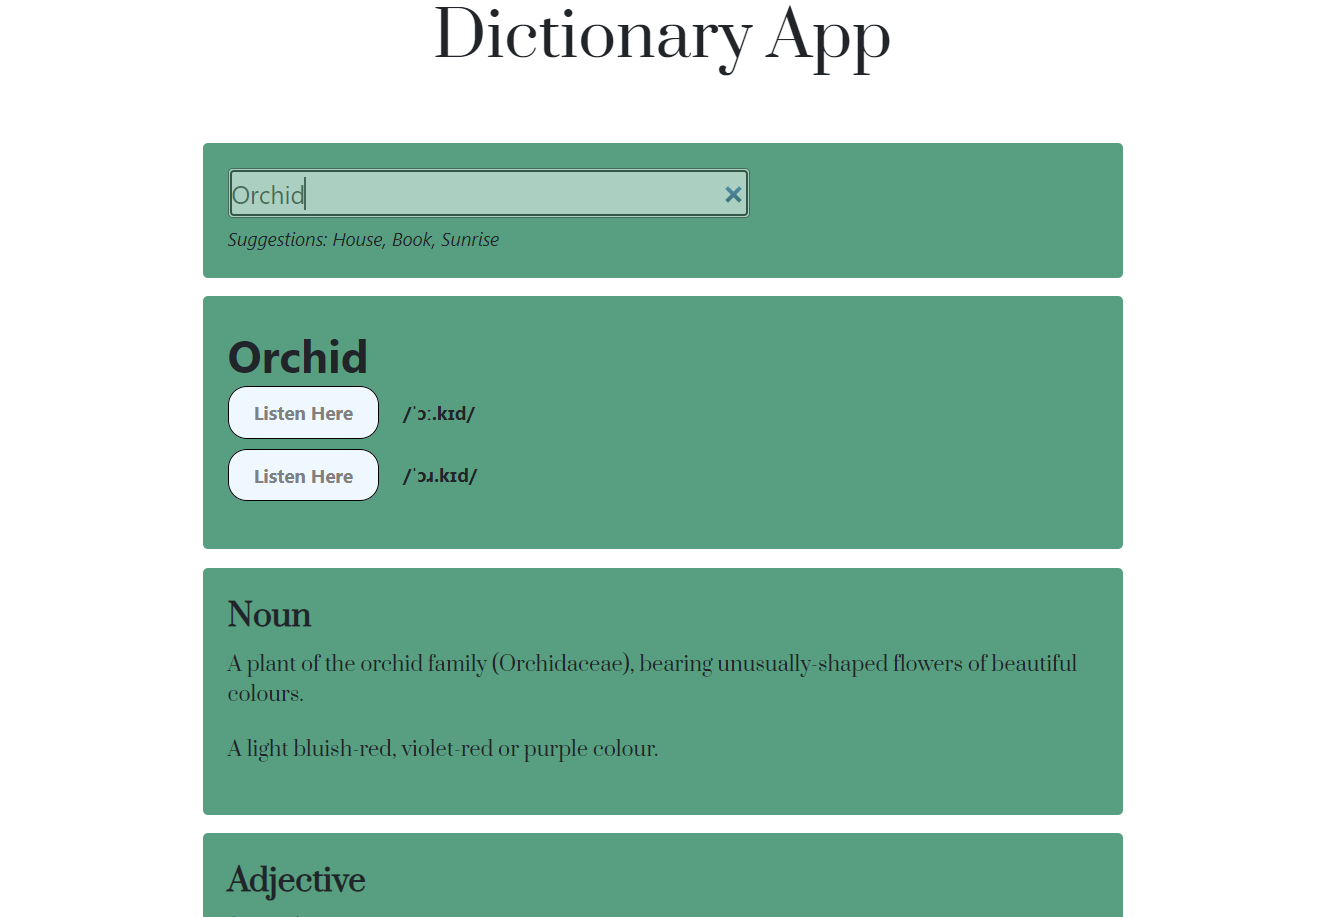 Dictionary App
Orchid
Suggestions: House, Book, Sunrise
Orchid
Listen Here /ˈɔː.kɪd/
Listen Here /ˈɔɹ.kɪd/
Noun
A plant of the orchid family (Orchidaceae), bearing unusually-shaped flowers of beautiful
colours.
A light bluish-red, violet-red or purple colour.
Adjective